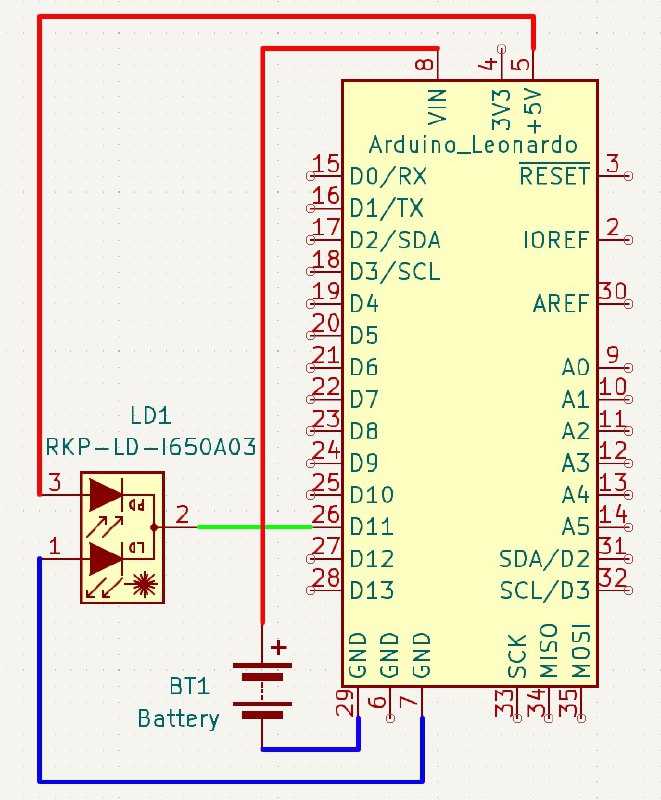 8
4
5
VIN
3V3
+5V
Arduino_Leonardo
15 D0/RX RESET 3
16 D1/TX
17 D2/SDA IOREF 2
18 D3/SCL
19 D4 AREF 30
20 D5
21 D6 A0 9
22 D7 A1 10
23 D8 A2 11
24 D9 A3 12
25 D10 A4 13
26 D11 A5 14
27 D12 SDA/D2 31
28 D13 SCL/D3 32
GND
GND
GND
SCK
MISO
MOSI
29
6
7
33
34
35
LD1
RKP-LD-I650A03
3
PD
2
1
LD
+
BT1
Battery